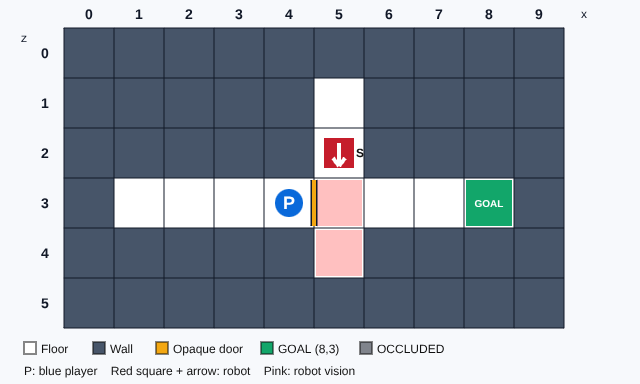 0 1 2 3 4 5 6 7 8 9 x
z
0
1
2 S
3 P GOAL
4
5
Floor Wall Opaque door GOAL (8,3) OCCLUDED
P: blue player Red square + arrow: robot Pink: robot vision